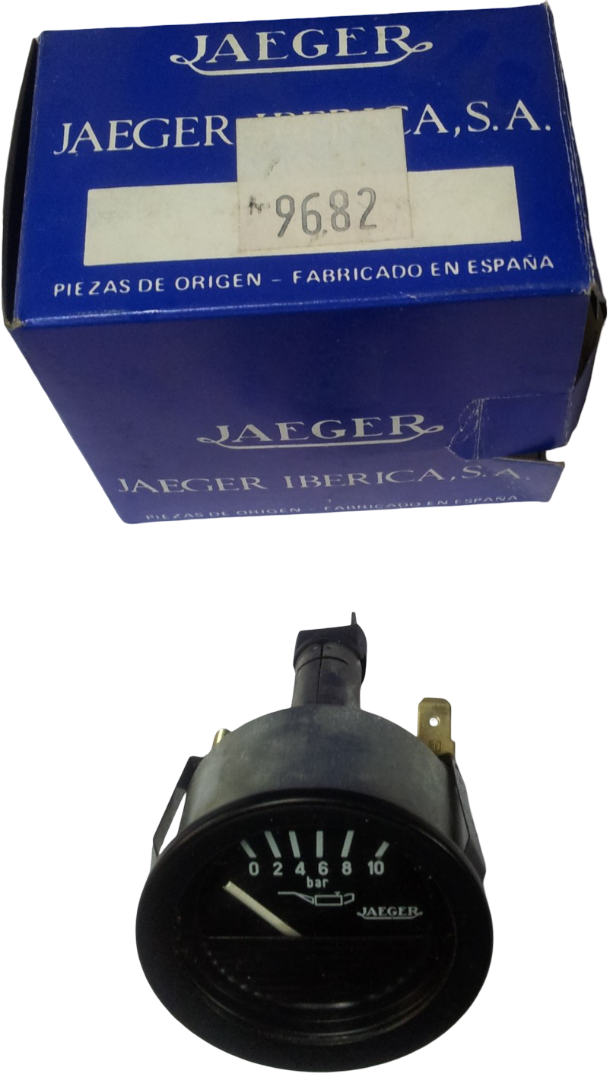 JAEGER
JAEGER IBERICA, S.A.
Nº 9682
PIEZAS DE ORIGEN – FABRICADO EN ESPAÑA
JAEGER
JAEGER IBERICA, S.A.
PIEZAS DE ORIGEN FABRICADO EN ESPAÑA
0 2 4 6 8 10
bar
JAEGER